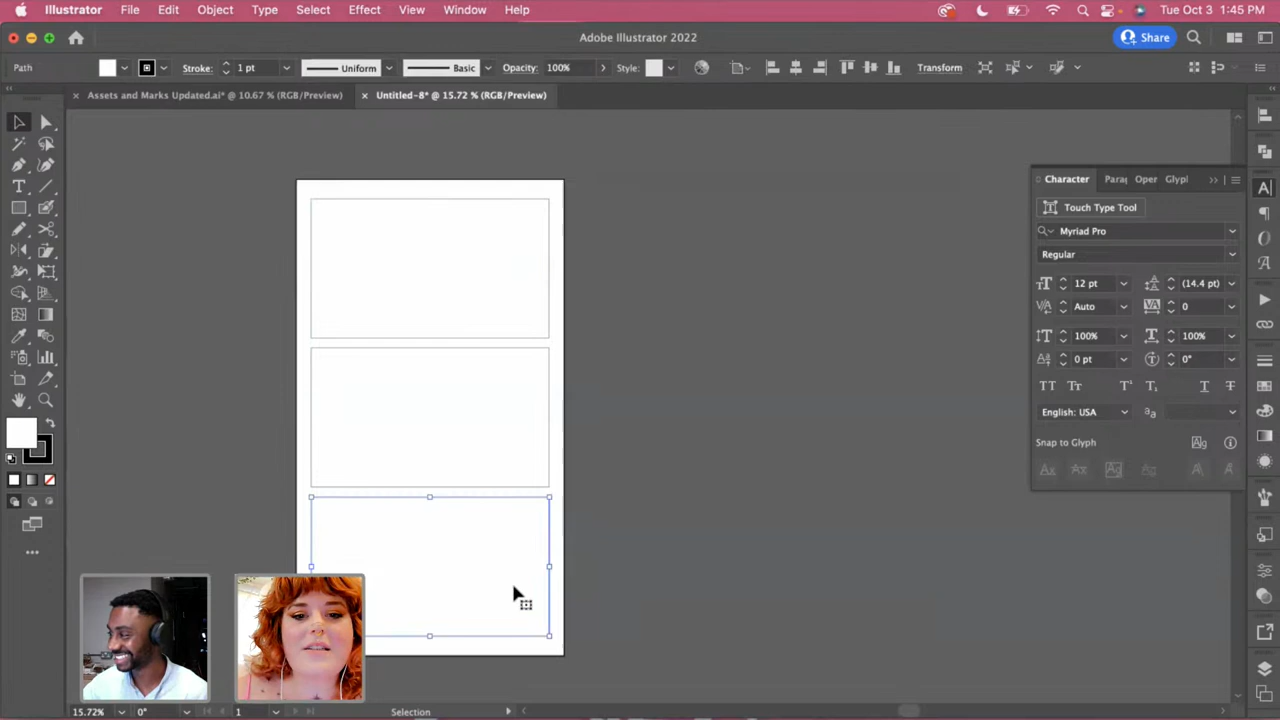 Illustrator File Edit Object Type Select Effect View Window Help Tue Oct 3 1:45 PM
Adobe Illustrator 2022 Share
Path Stroke: 1 pt Uniform Basic Opacity: 100% Style: Transform
× Assets and Marks Updated.ai* @ 10.67 % (RGB/Preview) × Untitled-8* @ 15.72 % (RGB/Preview)
Character Para Oper Glypl
Touch Type Tool
Myriad Pro
Regular
12 pt (14.4 pt)
Auto 0
100% 100%
0 pt 0°
English: USA
Snap to Glyph
15.72% 0° 1 Selection